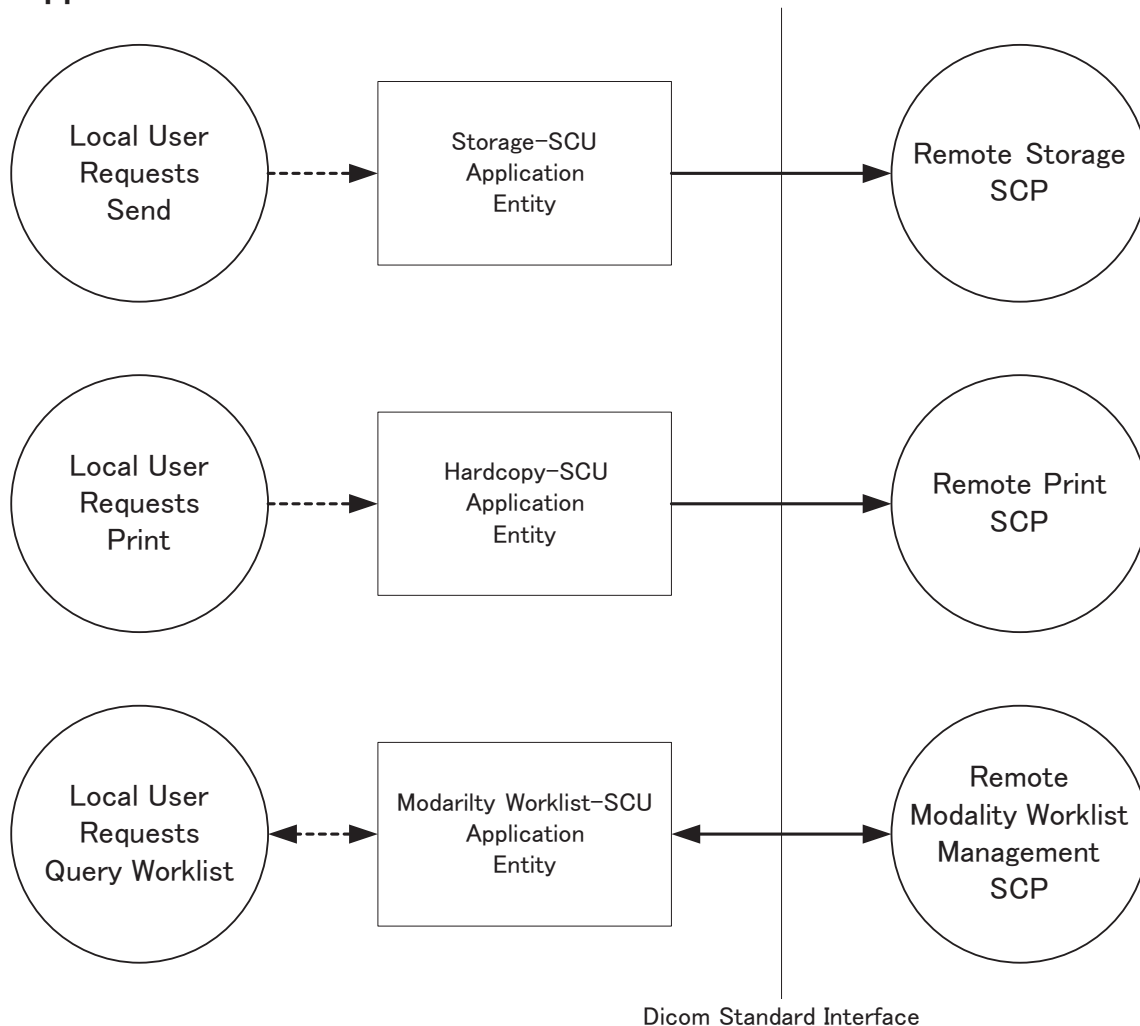 Local User
Requests
Send
Storage-SCU
Application
Entity
Remote Storage
SCP
Local User
Requests
Print
Hardcopy-SCU
Application
Entity
Remote Print
SCP
Local User
Requests
Query Worklist
Modarilty Worklist-SCU
Application
Entity
Remote
Modality Worklist
Management
SCP
Dicom Standard Interface